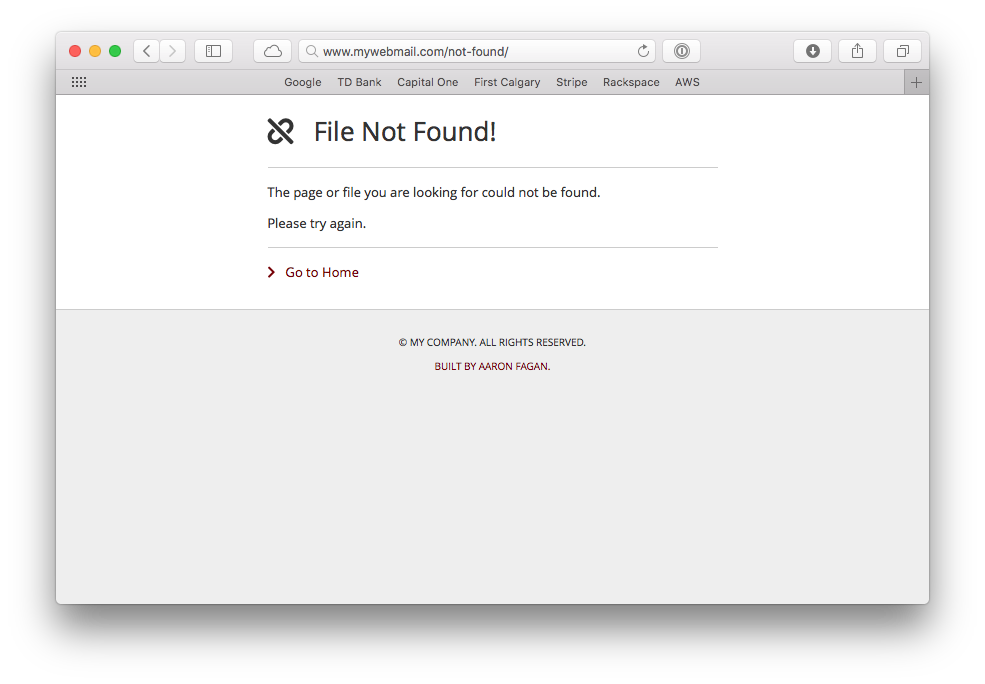 www.mywebmail.com/not-found/
Google TD Bank Capital One First Calgary Stripe Rackspace AWS
File Not Found!
The page or file you are looking for could not be found.
Please try again.
Go to Home
© MY COMPANY. ALL RIGHTS RESERVED.
BUILT BY AARON FAGAN.